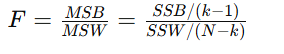 F = MSB/MSW = SSB/(k−1) / SSW/(N−k)